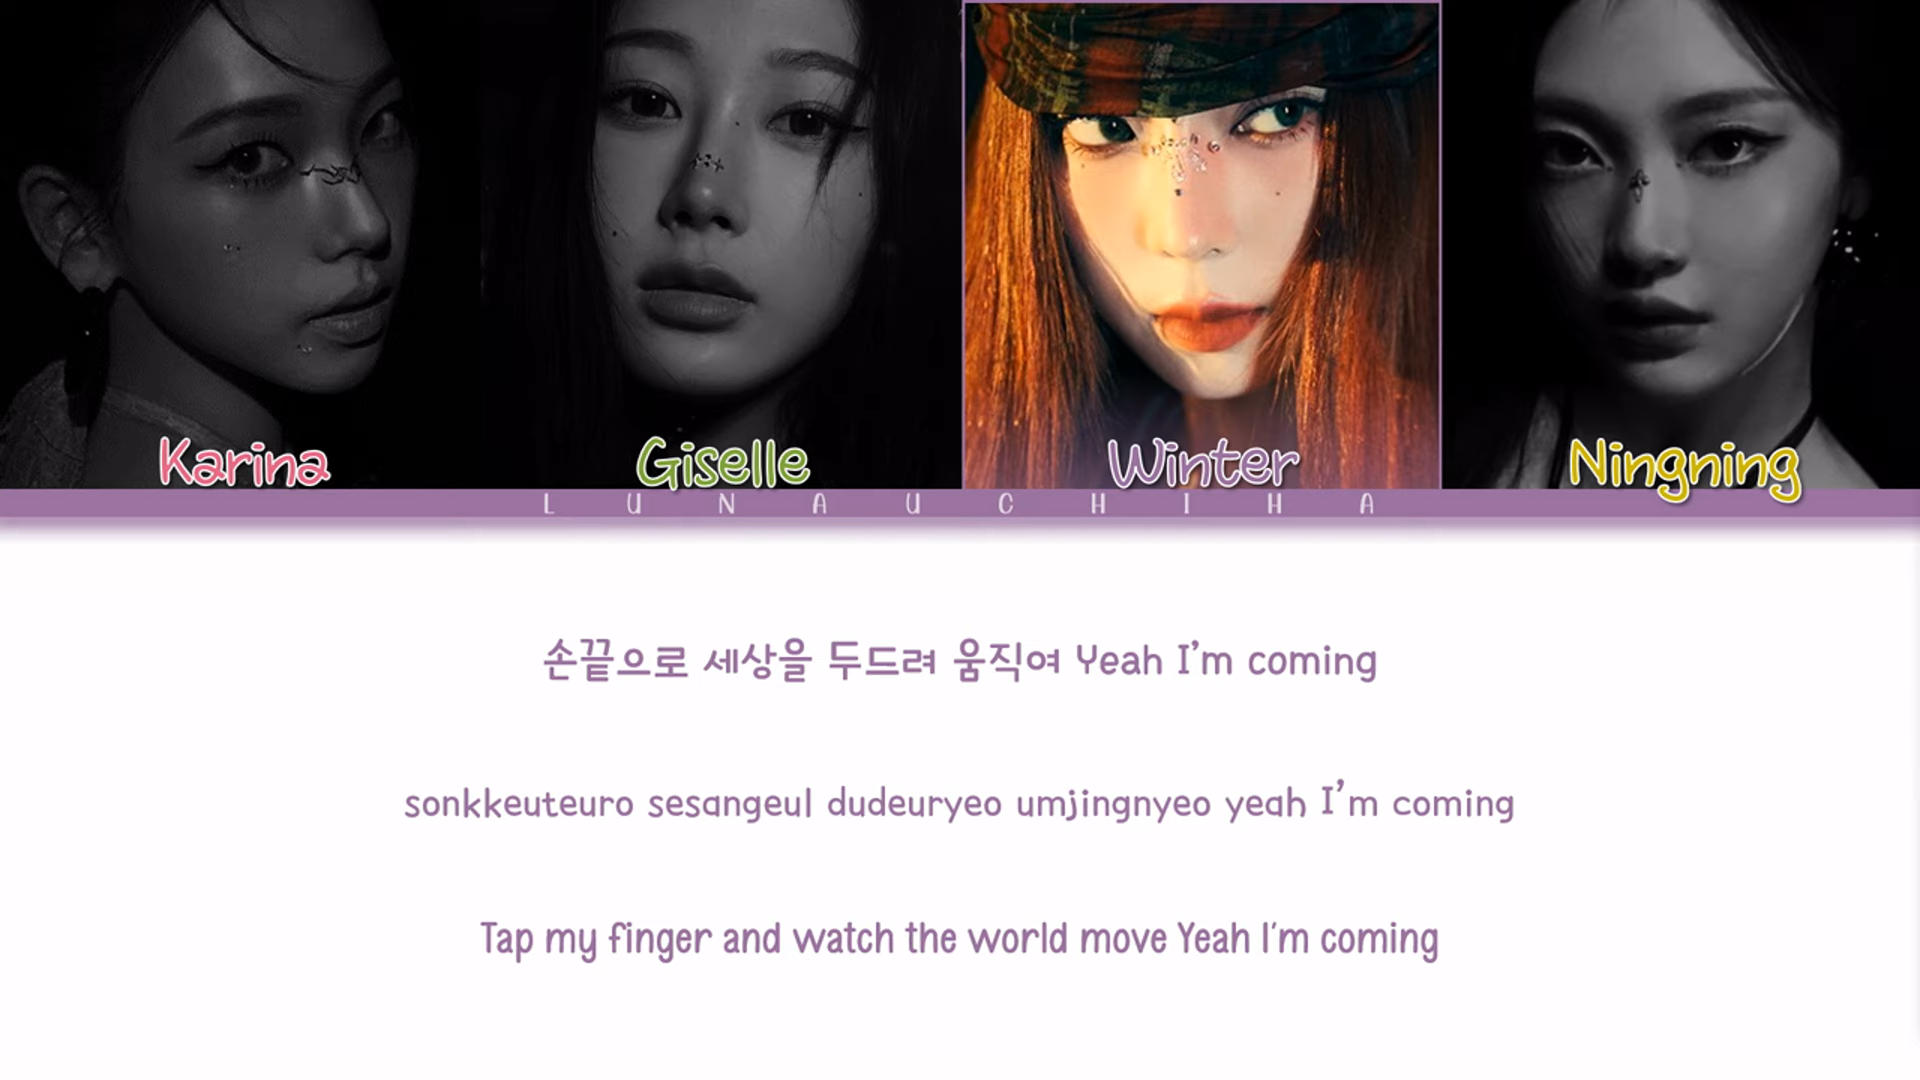 Karina Giselle Winter Ningning
L U N A U C H I H A
손끝으로 세상을 두드려 움직여 Yeah I’m coming
sonkkeuteuro sesangeul dudeuryeo umjingnyeo yeah I’m coming
Tap my finger and watch the world move Yeah I'm coming